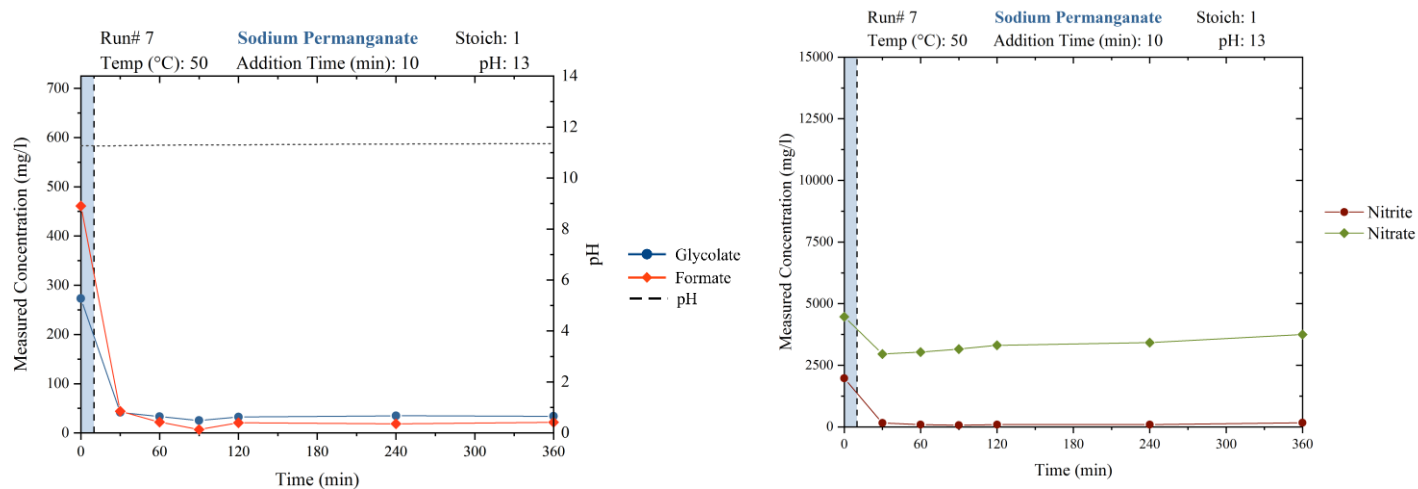 Run# 7 Sodium Permanganate Stoich: 1
Temp (°C): 50 Addition Time (min): 10 pH: 13
700
600
500
400
300
200
100
0
Measured Concentration (mg/l)
14
12
10
8
6
4
2
0
pH
0 60 120 180 240 300 360
Time (min)
Glycolate
Formate
pH
Run# 7 Sodium Permanganate Stoich: 1
Temp (°C): 50 Addition Time (min): 10 pH: 13
15000
12500
15000
7500
5000
2500
0
Measured Concentration (mg/l)
0 60 120 180 240 300 360
Time (min)
Nitrite
Nitrate